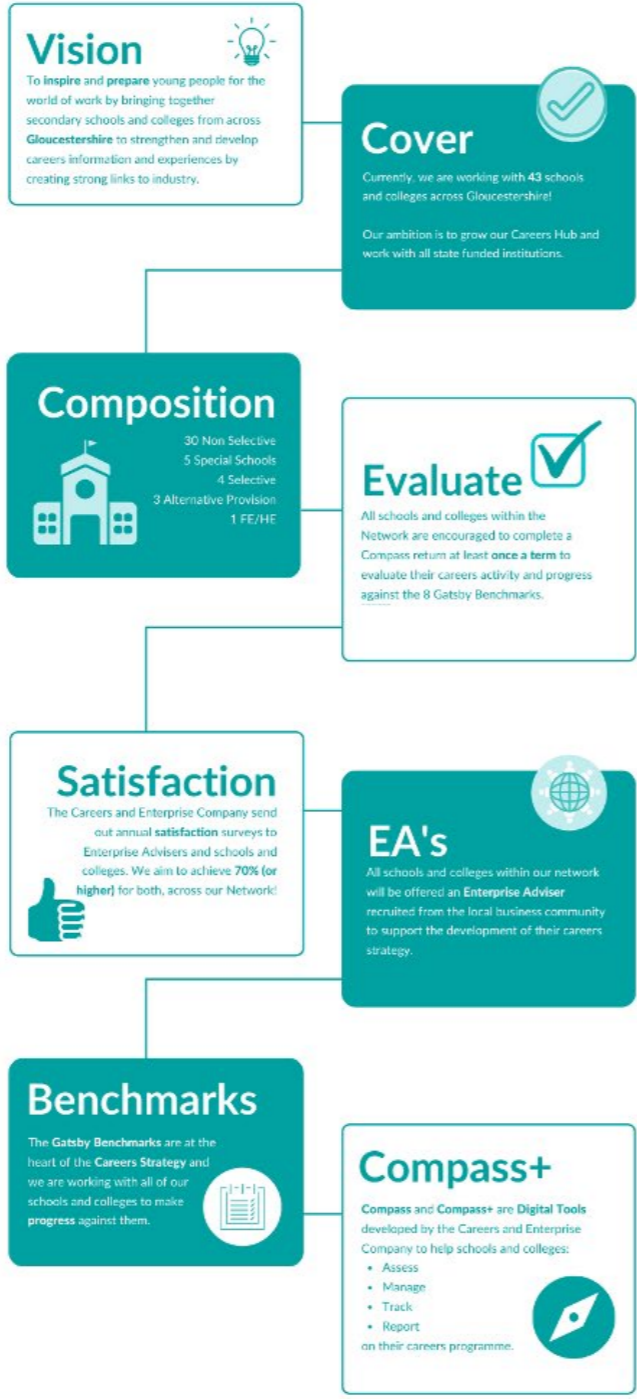 Vision
To inspire and prepare young people for the
world of work by bringing together
secondary schools and colleges from across
Gloucestershire to strengthen and develop
careers information and experiences by
creating strong links to industry.
Cover
Currently, we are working with 43 schools
and colleges across Gloucestershire!
Our ambition is to grow our Careers Hub and
work with all state funded institutions.
Composition
30 Non Selective
5 Special Schools
4 Selective
3 Alternative Provision
1 FE/HE
Evaluate
All schools and colleges within the
Network are encouraged to complete a
Compass return at least once a term to
evaluate their careers activity and progress
against the 8 Gatsby Benchmarks.
Satisfaction
The Careers and Enterprise Company send
out annual satisfaction surveys to
Enterprise Advisers and schools and
colleges. We aim to achieve 70% (or
higher) for both, across our Network!
EA's
All schools and colleges within our network
will be offered an Enterprise Adviser
recruited from the local business community
to support the development of their careers
strategy.
Benchmarks
The Gatsby Benchmarks are at the
heart of the Careers Strategy and
we are working with all of our
schools and colleges to make
progress against them.
Compass+
Compass and Compass+ are Digital Tools
developed by the Careers and Enterprise
Company to help schools and colleges:
• Assess
• Manage
• Track
• Report
on their careers programme.